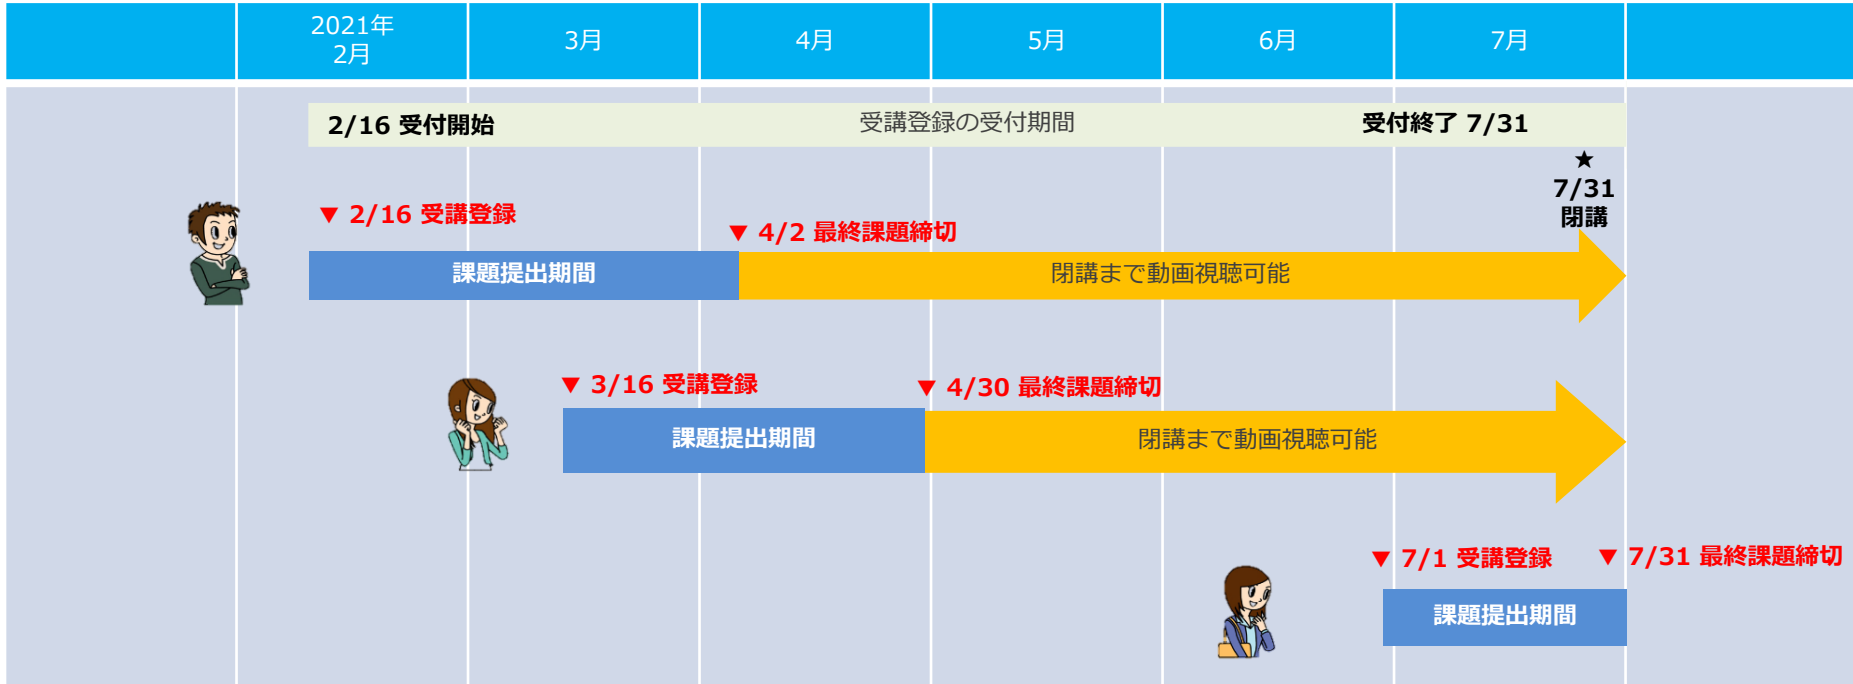 2021年
2月
3月
4月
5月
6月
7月
2/16 受付開始
受講登録の受付期間
受付終了 7/31
★
7/31
閉講
▼ 2/16 受講登録
▼ 4/2 最終課題締切
課題提出期間
閉講まで動画視聴可能
▼ 3/16 受講登録
▼ 4/30 最終課題締切
課題提出期間
閉講まで動画視聴可能
▼ 7/1 受講登録
▼ 7/31 最終課題締切
課題提出期間